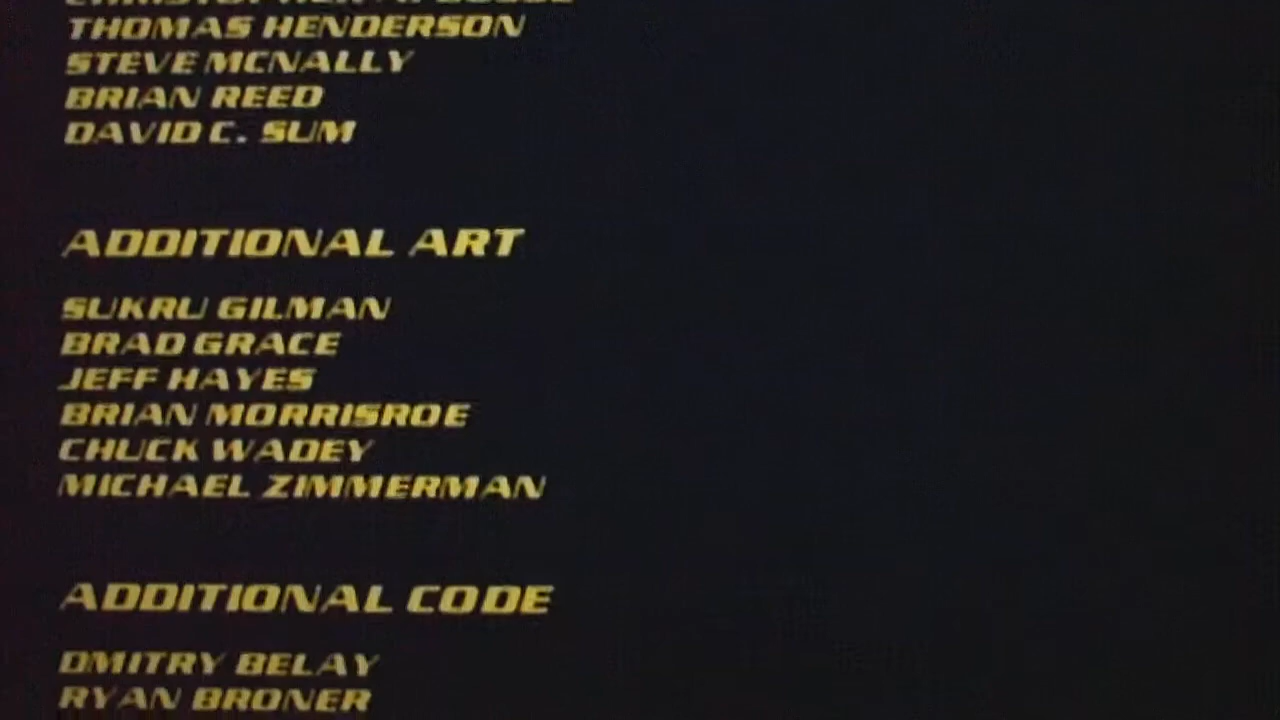 THOMAS HENDERSON
STEVE MCNALLY
BRIAN REED
DAVID C. SUM
ADDITIONAL ART
SUKRU GILMAN
BRAD GRACE
JEFF HAYES
BRIAN MORRISROE
CHUCK WADEY
MICHAEL ZIMMERMAN
ADDITIONAL CODE
DMITRY BELAY
RYAN BRONER